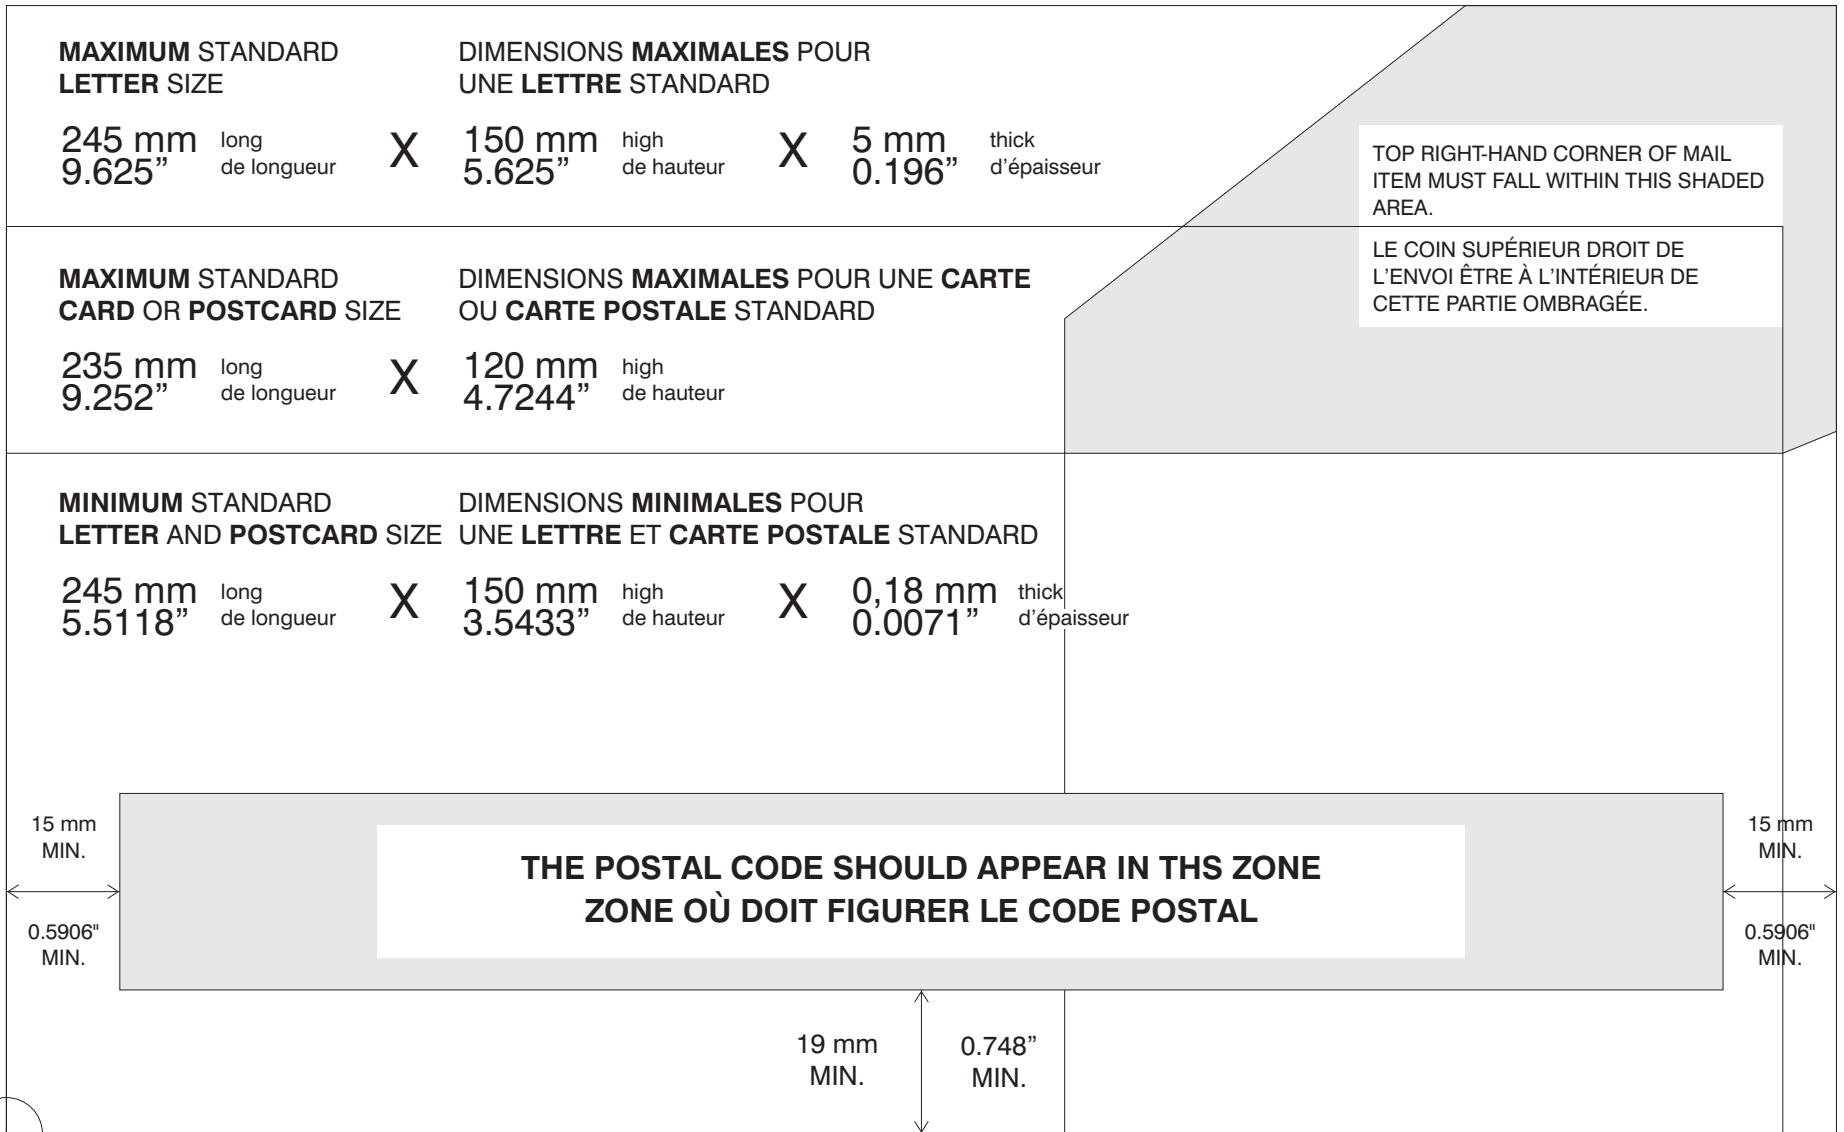 MAXIMUM STANDARD
LETTER SIZE
DIMENSIONS MAXIMALES POUR
UNE LETTRE STANDARD
245 mm long
9.625” de longueur
X
150 mm high
5.625” de hauteur
X
5 mm thick
0.196” d’épaisseur
TOP RIGHT-HAND CORNER OF MAIL
ITEM MUST FALL WITHIN THIS SHADED
AREA.
LE COIN SUPÉRIEUR DROIT DE
L’ENVOI ÊTRE À L’INTÉRIEUR DE
CETTE PARTIE OMBRAGÉE.
MAXIMUM STANDARD
CARD OR POSTCARD SIZE
DIMENSIONS MAXIMALES POUR UNE CARTE
OU CARTE POSTALE STANDARD
235 mm long
9.252” de longueur
X
120 mm high
4.7244” de hauteur
MINIMUM STANDARD
LETTER AND POSTCARD SIZE
DIMENSIONS MINIMALES POUR
UNE LETTRE ET CARTE POSTALE STANDARD
245 mm long
5.5118” de longueur
X
150 mm high
3.5433” de hauteur
X
0,18 mm thick
0.0071” d’épaisseur
15 mm
MIN.
0.5906"
MIN.
THE POSTAL CODE SHOULD APPEAR IN THS ZONE
ZONE OÙ DOIT FIGURER LE CODE POSTAL
15 mm
MIN.
0.5906"
MIN.
19 mm
MIN.
0.748”
MIN.